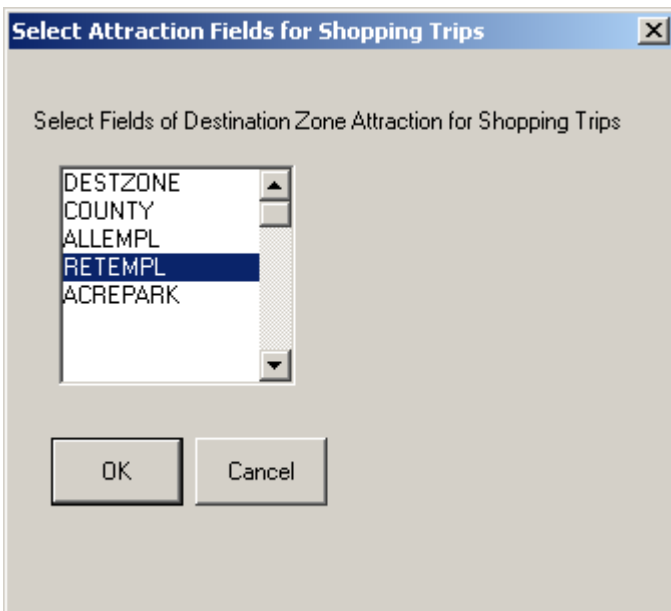 Select Attraction Fields for Shopping Trips
Select Fields of Destination Zone Attraction for Shopping Trips
DESTZONE
COUNTY
ALLEMPL
RETEMPL
ACREPARK
OK Cancel